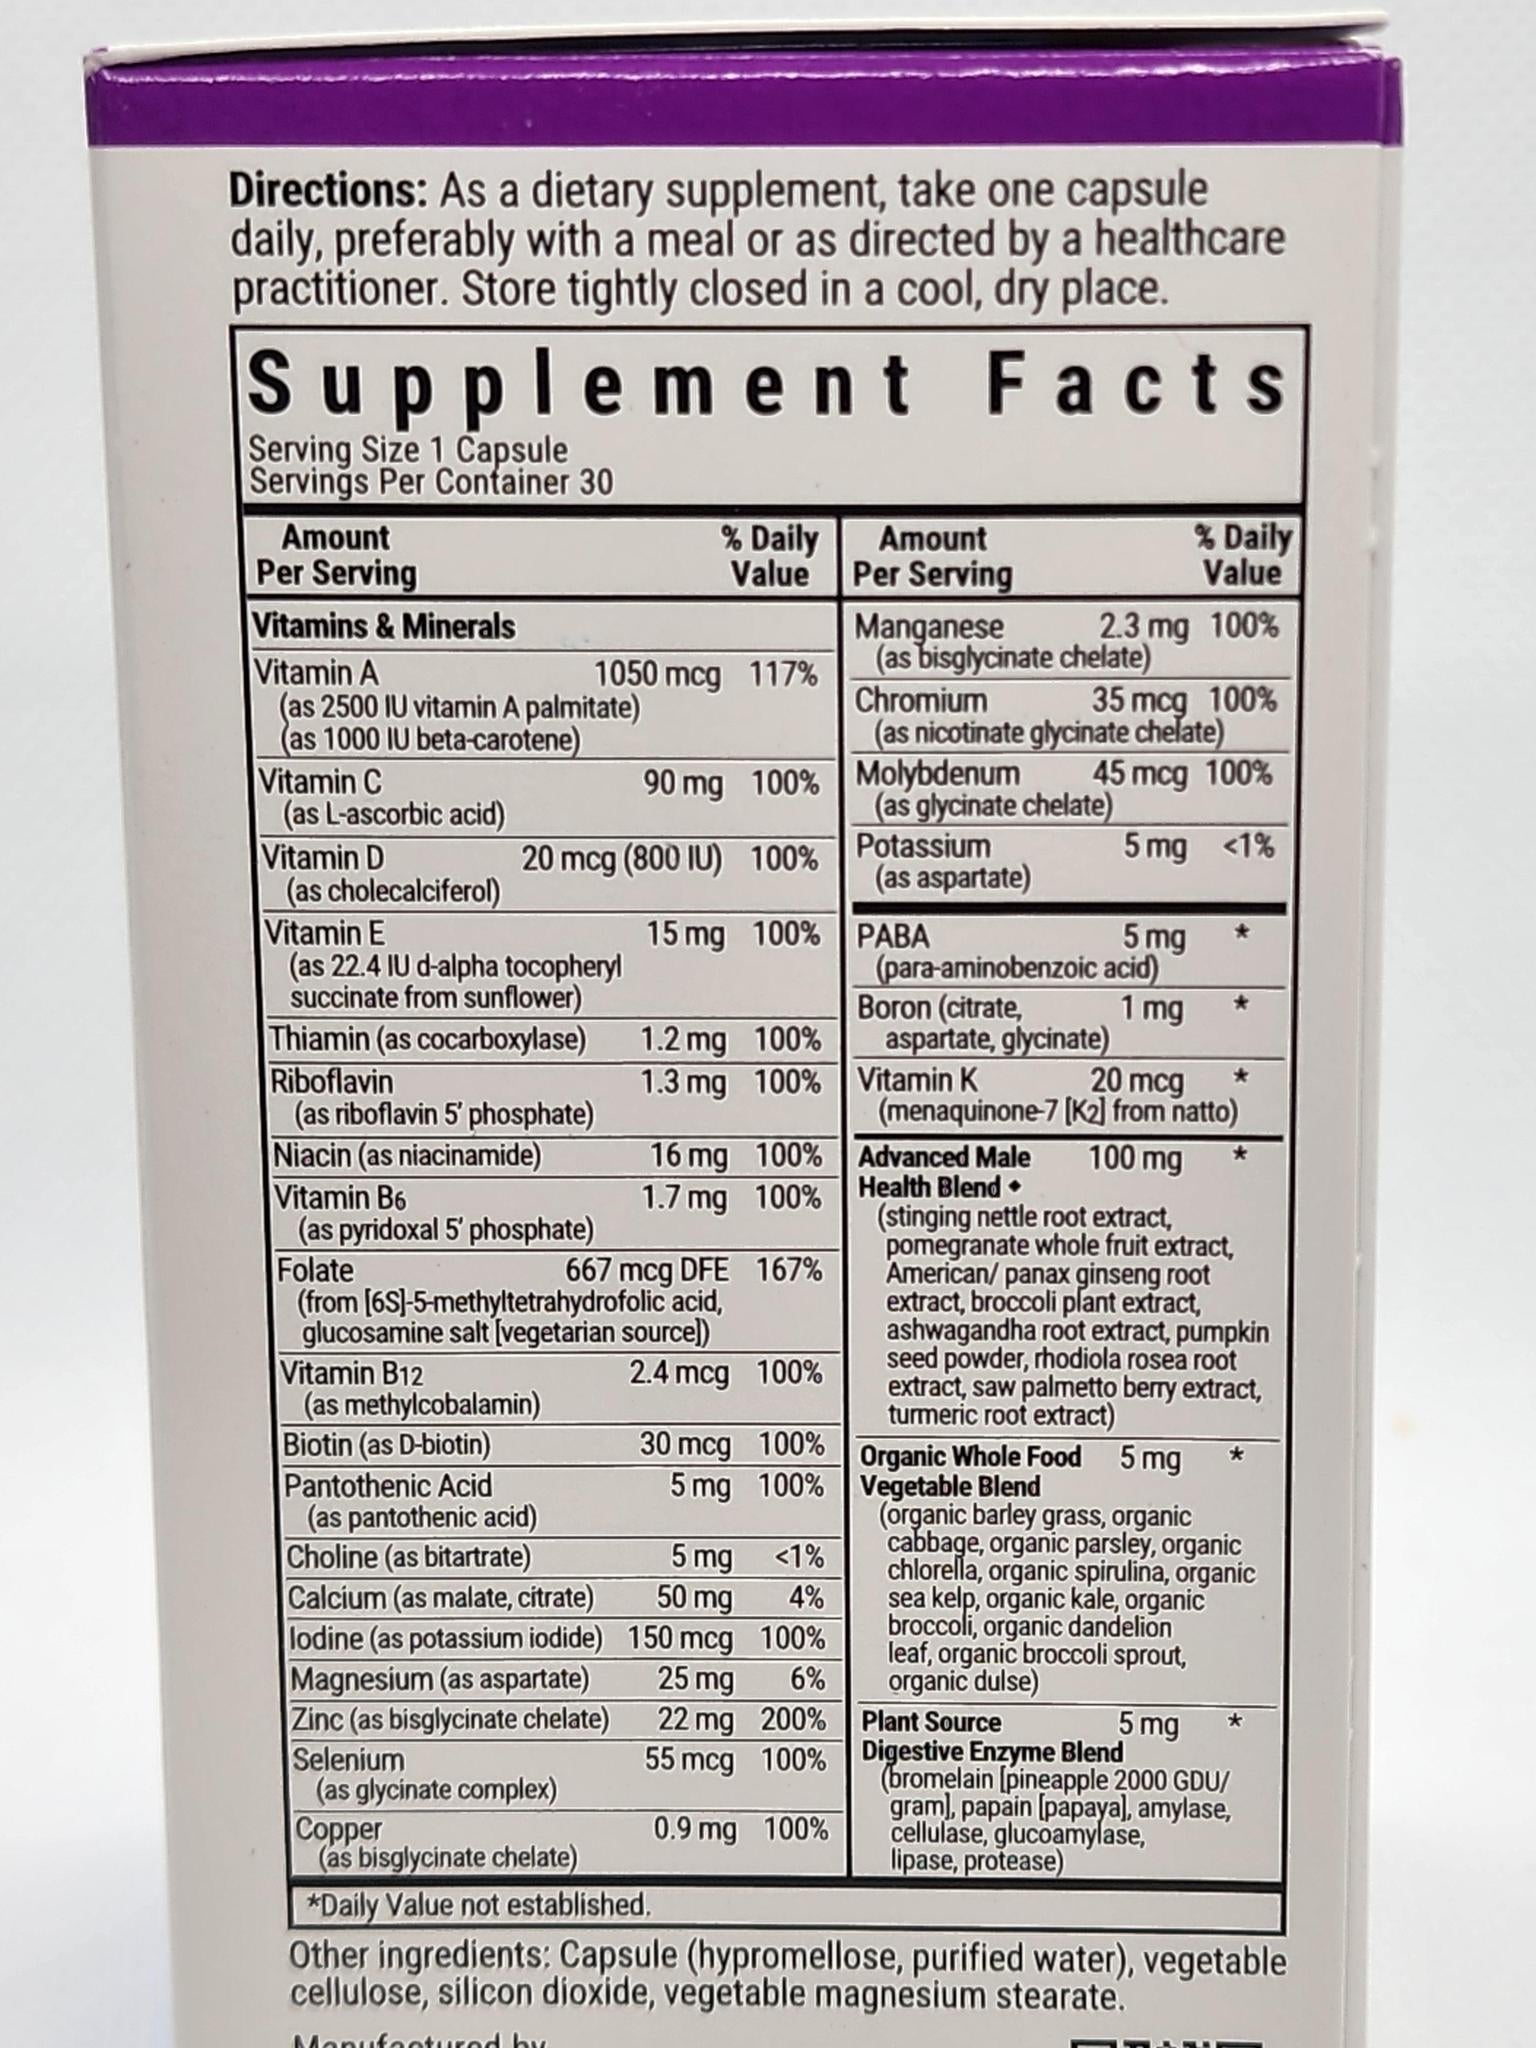 Directions: As a dietary supplement, take one capsule
daily, preferably with a meal or as directed by a healthcare
practitioner. Store tightly closed in a cool, dry place.
Supplement Facts
Serving Size 1 Capsule
Servings Per Container 30
Amount % Daily
Per Serving Value
Vitamins & Minerals
Vitamin A 1050 mcg 117%
(as 2500 IU vitamin A palmitate)
(as 1000 IU beta-carotene)
Vitamin C 90 mg 100%
(as L-ascorbic acid)
Vitamin D 20 mcg (800 IU) 100%
(as cholecalciferol)
Vitamin E 15 mg 100%
(as 22.4 IU d-alpha tocopheryl
succinate from sunflower)
Thiamin (as cocarboxylase) 1.2 mg 100%
Riboflavin 1.3 mg 100%
(as riboflavin 5' phosphate)
Niacin (as niacinamide) 16 mg 100%
Vitamin B6 1.7 mg 100%
(as pyridoxal 5' phosphate)
Folate 667 mcg DFE 167%
(from [6S]-5-methyltetrahydrofolic acid,
glucosamine salt [vegetarian source])
Vitamin B12 2.4 mcg 100%
(as methylcobalamin)
Biotin (as D-biotin) 30 mcg 100%
Pantothenic Acid 5 mg 100%
(as pantothenic acid)
Choline (as bitartrate) 5 mg <1%
Calcium (as malate, citrate) 50 mg 4%
Iodine (as potassium iodide) 150 mcg 100%
Magnesium (as aspartate) 25 mg 6%
Zinc (as bisglycinate chelate) 22 mg 200%
Selenium 55 mcg 100%
(as glycinate complex)
Copper 0.9 mg 100%
(as bisglycinate chelate)
Amount % Daily
Per Serving Value
Manganese 2.3 mg 100%
(as bisglycinate chelate)
Chromium 35 mcg 100%
(as nicotinate glycinate chelate)
Molybdenum 45 mcg 100%
(as glycinate chelate)
Potassium 5 mg <1%
(as aspartate)
PABA 5 mg *
(para-aminobenzoic acid)
Boron (citrate, 1 mg *
aspartate, glycinate)
Vitamin K 20 mcg *
(menaquinone-7 [K2] from natto)
Advanced Male 100 mg *
Health Blend ◆
(stinging nettle root extract,
pomegranate whole fruit extract,
American/ panax ginseng root
extract, broccoli plant extract,
ashwagandha root extract, pumpkin
seed powder, rhodiola rosea root
extract, saw palmetto berry extract,
turmeric root extract)
Organic Whole Food 5 mg *
Vegetable Blend
(organic barley grass, organic
cabbage, organic parsley, organic
chlorella, organic spirulina, organic
sea kelp, organic kale, organic
broccoli, organic dandelion
leaf, organic broccoli sprout,
organic dulse)
Plant Source 5 mg *
Digestive Enzyme Blend
(bromelain [pineapple 2000 GDU/
gram], papain [papaya], amylase,
cellulase, glucoamylase,
lipase, protease)
*Daily Value not established.
Other ingredients: Capsule (hypromellose, purified water), vegetable
cellulose, silicon dioxide, vegetable magnesium stearate.
Manufactured by